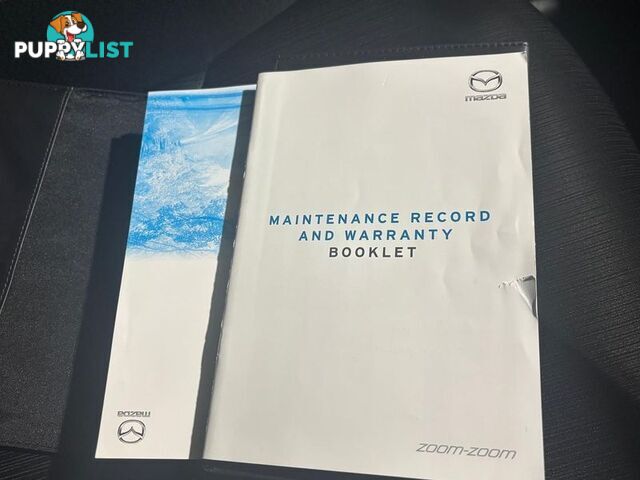 PUPPYLIST
mazda
MAINTENANCE RECORD
AND WARRANTY
BOOKLET
mazda
zoom-zoom